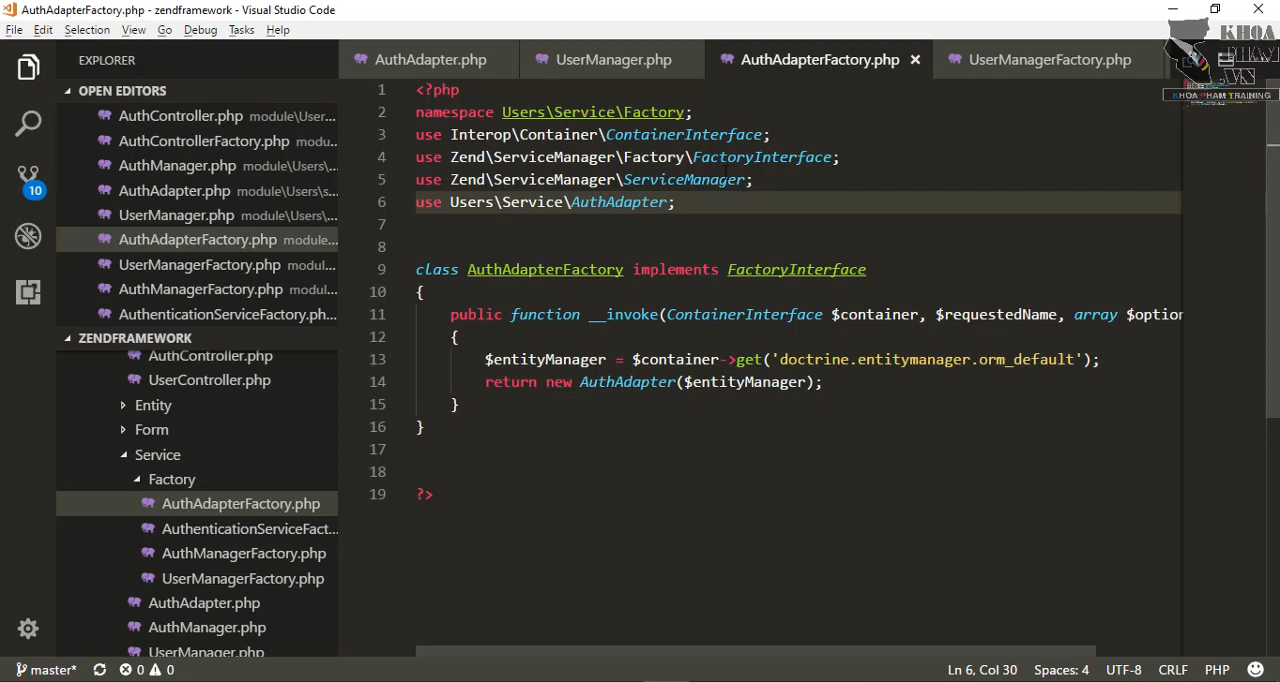 AuthAdapterFactory.php - zendframework - Visual Studio Code
File Edit Selection View Go Debug Tasks Help
KHOA
PHAM
.VN
KHOA PHAM TRAINING
EXPLORER
OPEN EDITORS
AuthController.php module\User...
AuthControllerFactory.php modu...
AuthManager.php module\Users\...
AuthAdapter.php module\Users\s...
UserManager.php module\Users\...
AuthAdapterFactory.php module...
UserManagerFactory.php modul...
AuthManagerFactory.php modul...
AuthenticationServiceFactory.ph...
ZENDFRAMEWORK
AuthController.php
UserController.php
Entity
Form
Service
Factory
AuthAdapterFactory.php
AuthenticationServiceFact...
AuthManagerFactory.php
UserManagerFactory.php
AuthAdapter.php
AuthManager.php
UserManager.php
10
AuthAdapter.php UserManager.php AuthAdapterFactory.php UserManagerFactory.php
1 <?php
2 namespace Users\Service\Factory;
3 use Interop\Container\ContainerInterface;
4 use Zend\ServiceManager\Factory\FactoryInterface;
5 use Zend\ServiceManager\ServiceManager;
6 use Users\Service\AuthAdapter;
7
8
9 class AuthAdapterFactory implements FactoryInterface
10 {
11 public function __invoke(ContainerInterface $container, $requestedName, array $option
12 {
13 $entityManager = $container->get('doctrine.entitymanager.orm_default');
14 return new AuthAdapter($entityManager);
15 }
16 }
17
18
19 ?>
master* 0 0 Ln 6, Col 30 Spaces: 4 UTF-8 CRLF PHP